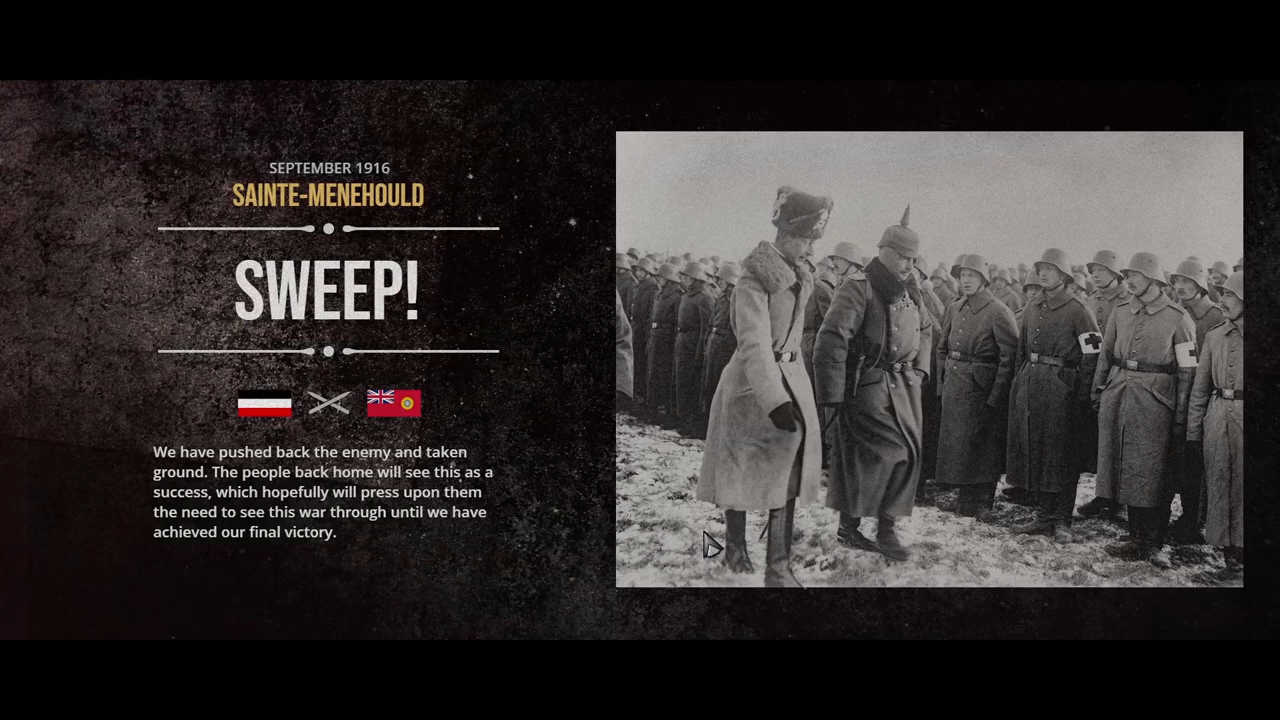 SEPTEMBER 1916
SAINTE-MENEHOULD
SWEEP!
We have pushed back the enemy and taken
ground. The people back home will see this as a
success, which hopefully will press upon them
the need to see this war through until we have
achieved our final victory.